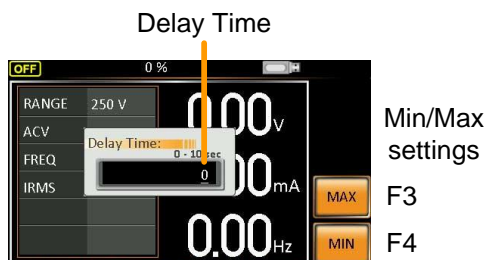 Delay Time
OFF 0 %
RANGE 250 V
ACV
FREQ
IRMS
0.00V
mA
0.00Hz
Delay Time:
0 - 10 sec
0
MAX
MIN
Min/Max
settings
F3
F4